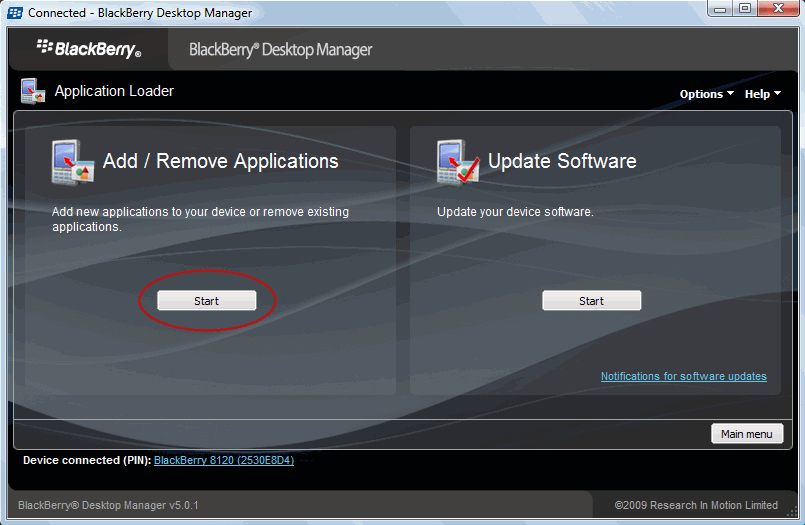 Connected - BlackBerry Desktop Manager
BlackBerry® BlackBerry® Desktop Manager
Application Loader
Options Help
Add / Remove Applications
Add new applications to your device or remove existing
applications.
Start
Update Software
Update your device software.
Start
Notifications for software updates
Main menu
Device connected (PIN): BlackBerry 8120 (2530E8D4)
BlackBerry® Desktop Manager v5.0.1
©2009 Research In Motion Limited